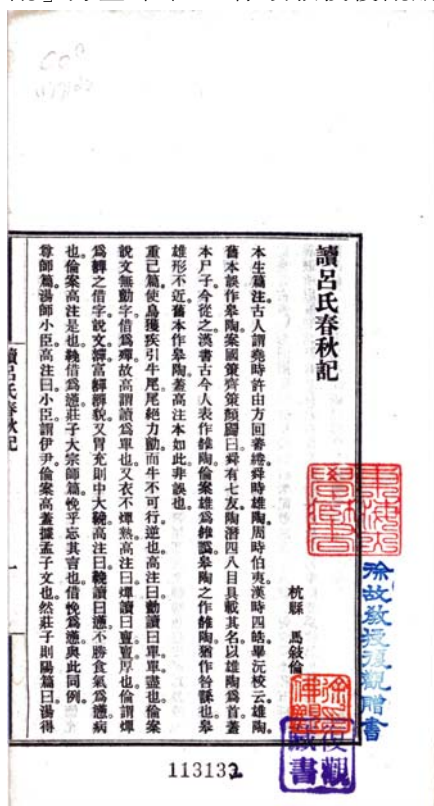 讀呂氏春秋記
杭縣 馬敍倫
本生篇注古人謂堯時許由方回善綣舜時雄陶周時伯夷漢時四皓畢沅校云雄陶
舊本誤作皋陶案國策齊策顏斶曰舜有七友陶潛四八目具載其名以雄陶爲首蓋
本尸子今從之漢書古今人表作雒陶倫案雄爲雒譌皋陶之作雒陶猶作咎繇也皋
雄形不近舊本作皋陶蓋高注本如此非誤也
重己篇使烏獲疾引牛尾尾絕力勯而牛不可行逆也高注曰勯讀曰單單盡也倫案
說文無勯字借爲殫故高謂讀爲單也又衣不燀熱高注曰燀讀曰亶亶厚也倫謂燀
爲奲之借字說文奲富奲奲貌又胃充則中大鞔高注曰鞔讀曰懣不勝食氣爲懣病
也倫案高注是也鞔借爲懣莊子大宗師篇悗乎忘其言也借悗爲懣與此同例
尊師篇湯師小臣高注曰小臣謂伊尹倫案高蓋據孟子文也然莊子則陽篇曰湯得
讀呂氏春秋記
一
東海大學藏書
徐故教授復觀贈書
復觀藏書
113132